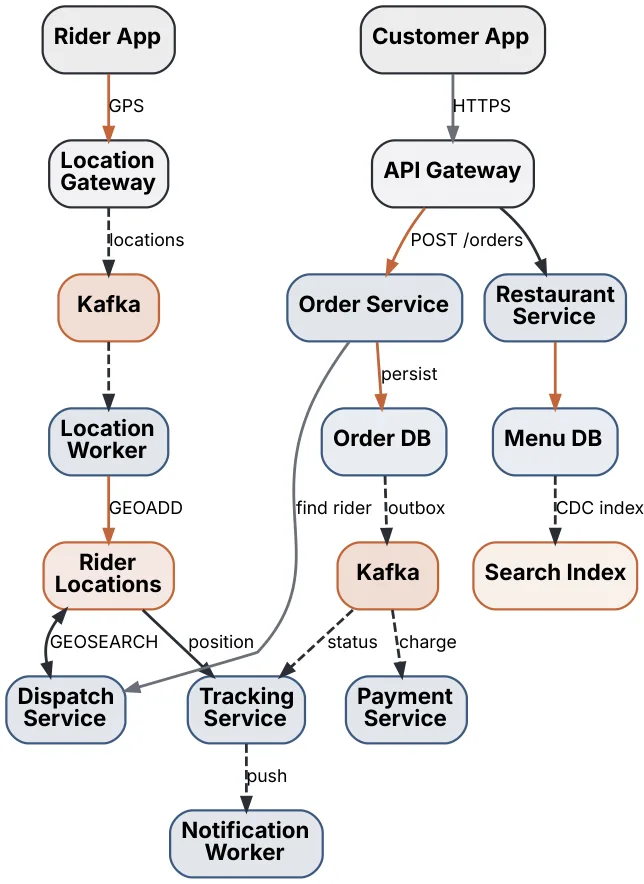 Rider App
Customer App
GPS
HTTPS
Location
Gateway
API Gateway
locations
POST /orders
Kafka
Order Service
Restaurant
Service
persist
Location
Worker
Order DB
Menu DB
GEOADD
find rider
outbox
CDC index
Rider
Locations
Kafka
Search Index
GEOSEARCH
position
status
charge
Dispatch
Service
Tracking
Service
Payment
Service
push
Notification
Worker